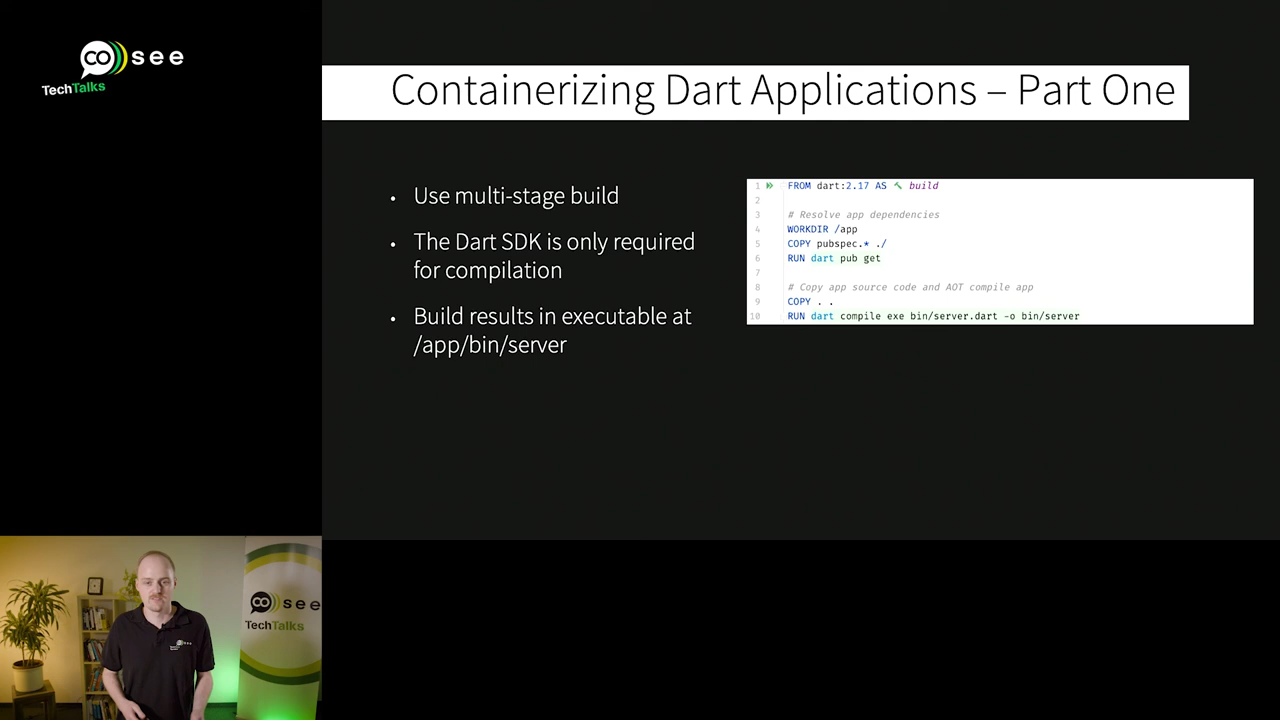 co see
TechTalks
Containerizing Dart Applications – Part One
• Use multi-stage build
• The Dart SDK is only required
for compilation
• Build results in executable at
/app/bin/server
1 FROM dart:2.17 AS build
2
3 # Resolve app dependencies
4 WORKDIR /app
5 COPY pubspec.* ./
6 RUN dart pub get
7
8 # Copy app source code and AOT compile app
9 COPY . .
10 RUN dart compile exe bin/server.dart -o bin/server
co see
TechTalks
see